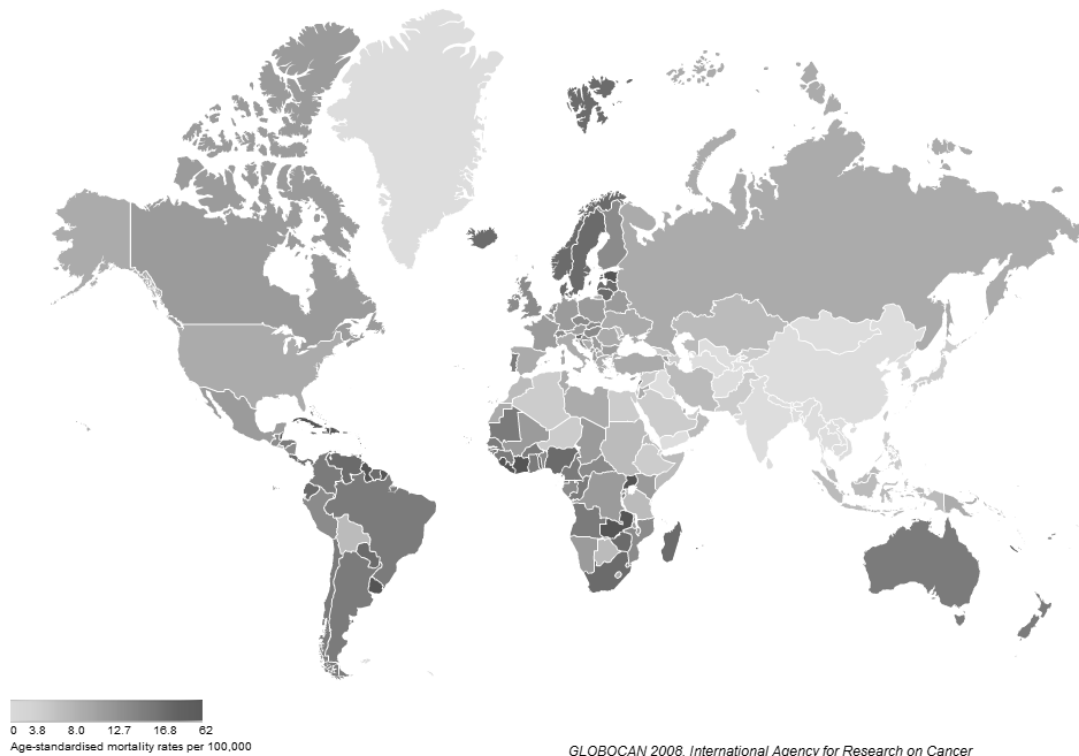 0 3.8 8.0 12.7 16.8 62
Age-standardised mortality rates per 100,000
GLOBOCAN 2008, International Agency for Research on Cancer